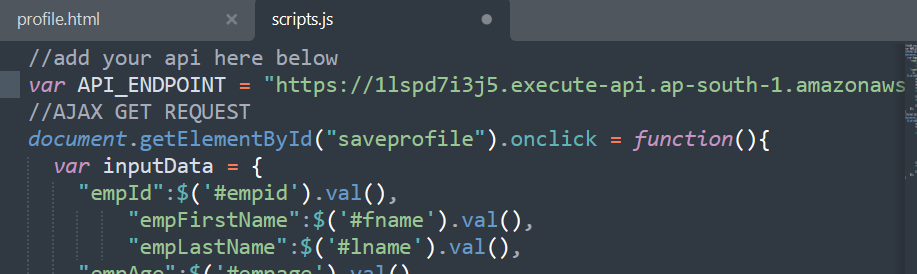 profile.html × scripts.js
//add your api here below
var API_ENDPOINT = "https://1lspd7i3j5.execute-api.ap-south-1.amazonaws
//AJAX GET REQUEST
document.getElementById("saveprofile").onclick = function(){
var inputData = {
"empId":$('#empid').val(),
"empFirstName":$('#fname').val(),
"empLastName":$('#lname').val(),
"empAge":$('#empage').val()